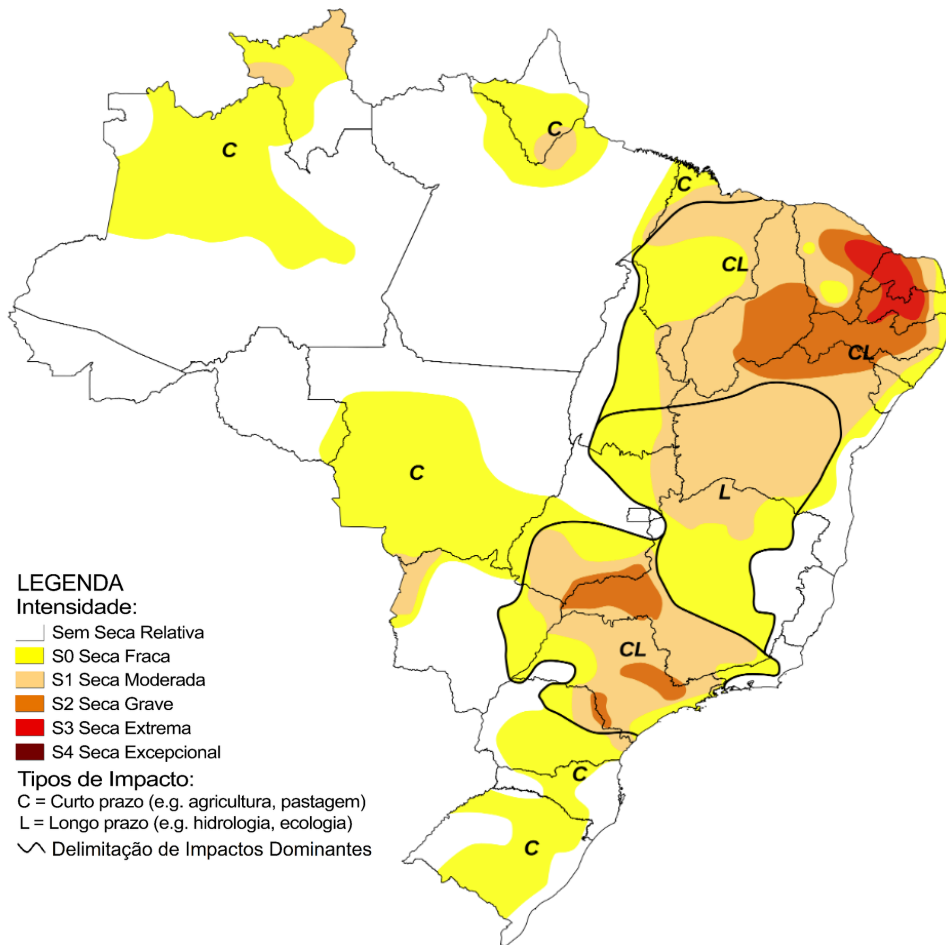 C
C
C
CL
CL
C
L
CL
C
C
LEGENDA
Intensidade:
Sem Seca Relativa
S0 Seca Fraca
S1 Seca Moderada
S2 Seca Grave
S3 Seca Extrema
S4 Seca Excepcional
Tipos de Impacto:
C = Curto prazo (e.g. agricultura, pastagem)
L = Longo prazo (e.g. hidrologia, ecologia)
Delimitação de Impactos Dominantes